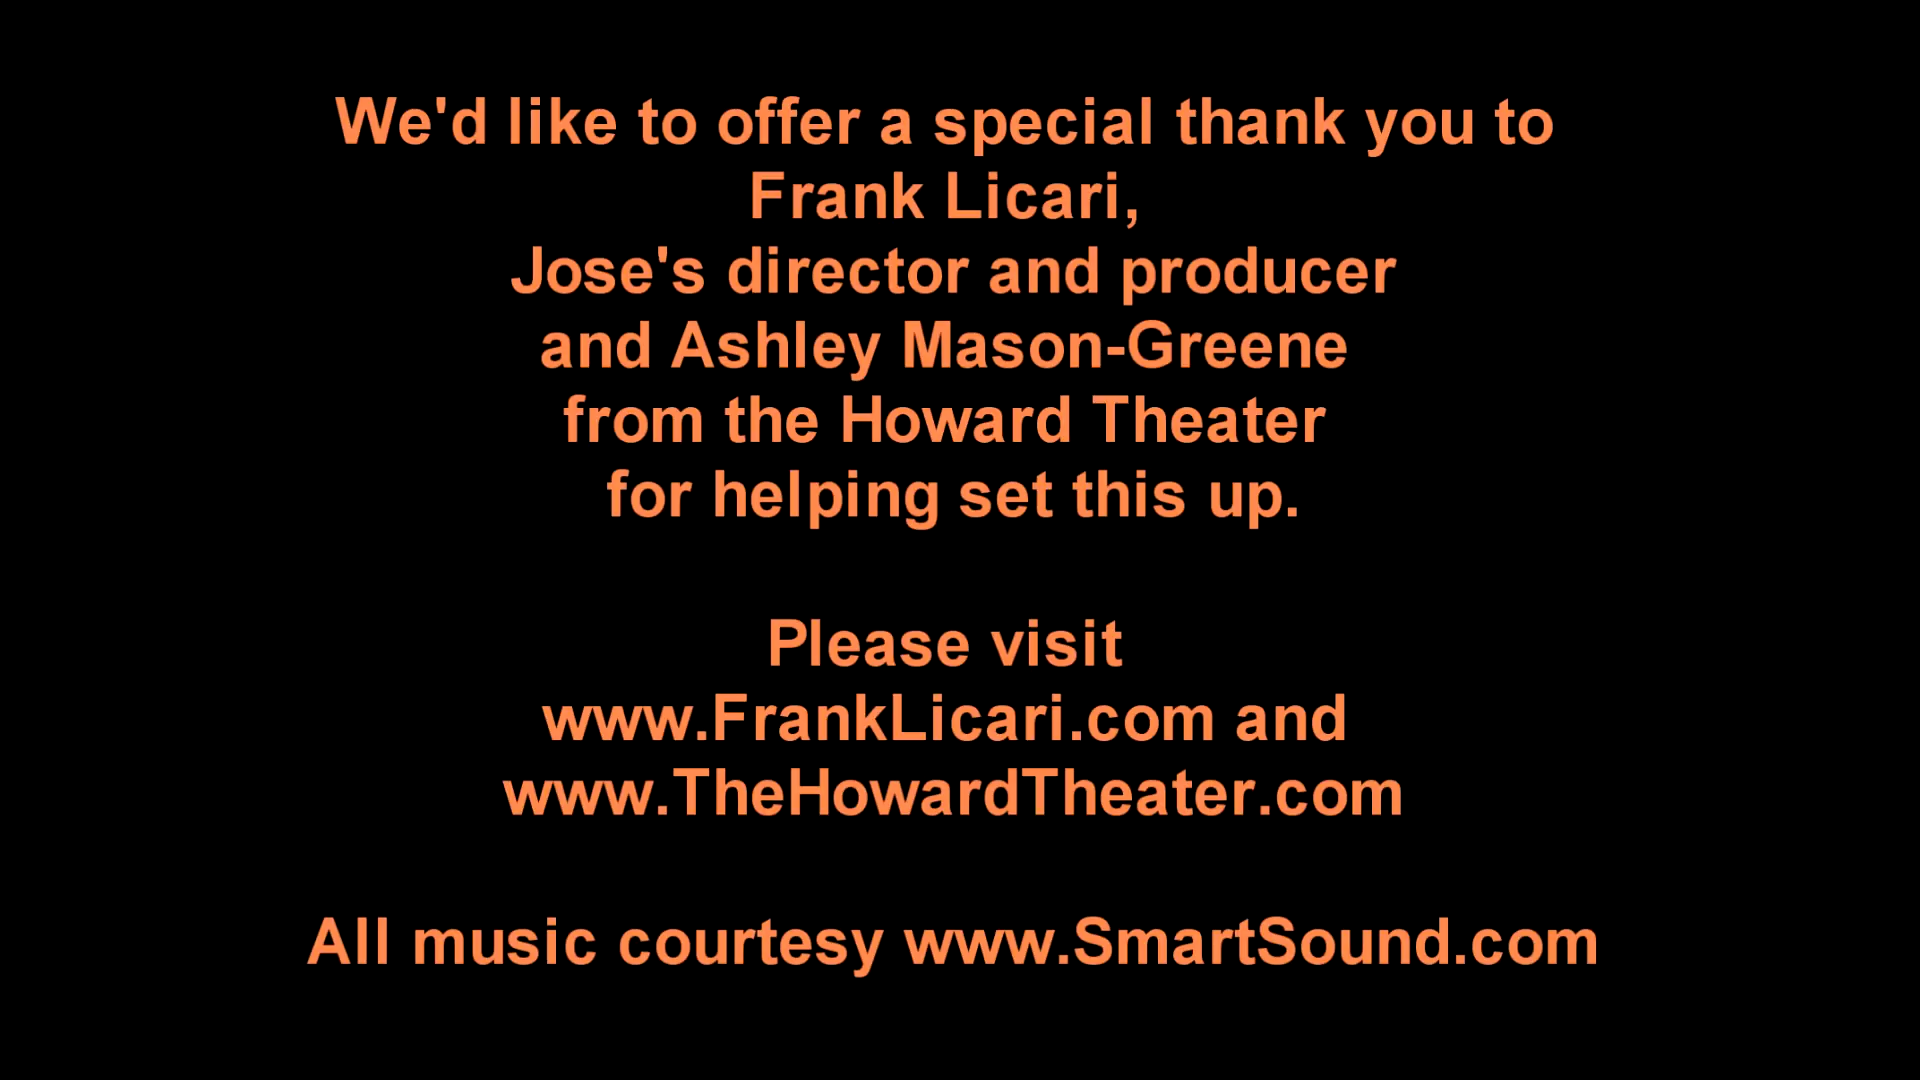 We'd like to offer a special thank you to
Frank Licari,
Jose's director and producer
and Ashley Mason-Greene
from the Howard Theater
for helping set this up.
Please visit
www.FrankLicari.com and
www.TheHowardTheater.com
All music courtesy www.SmartSound.com